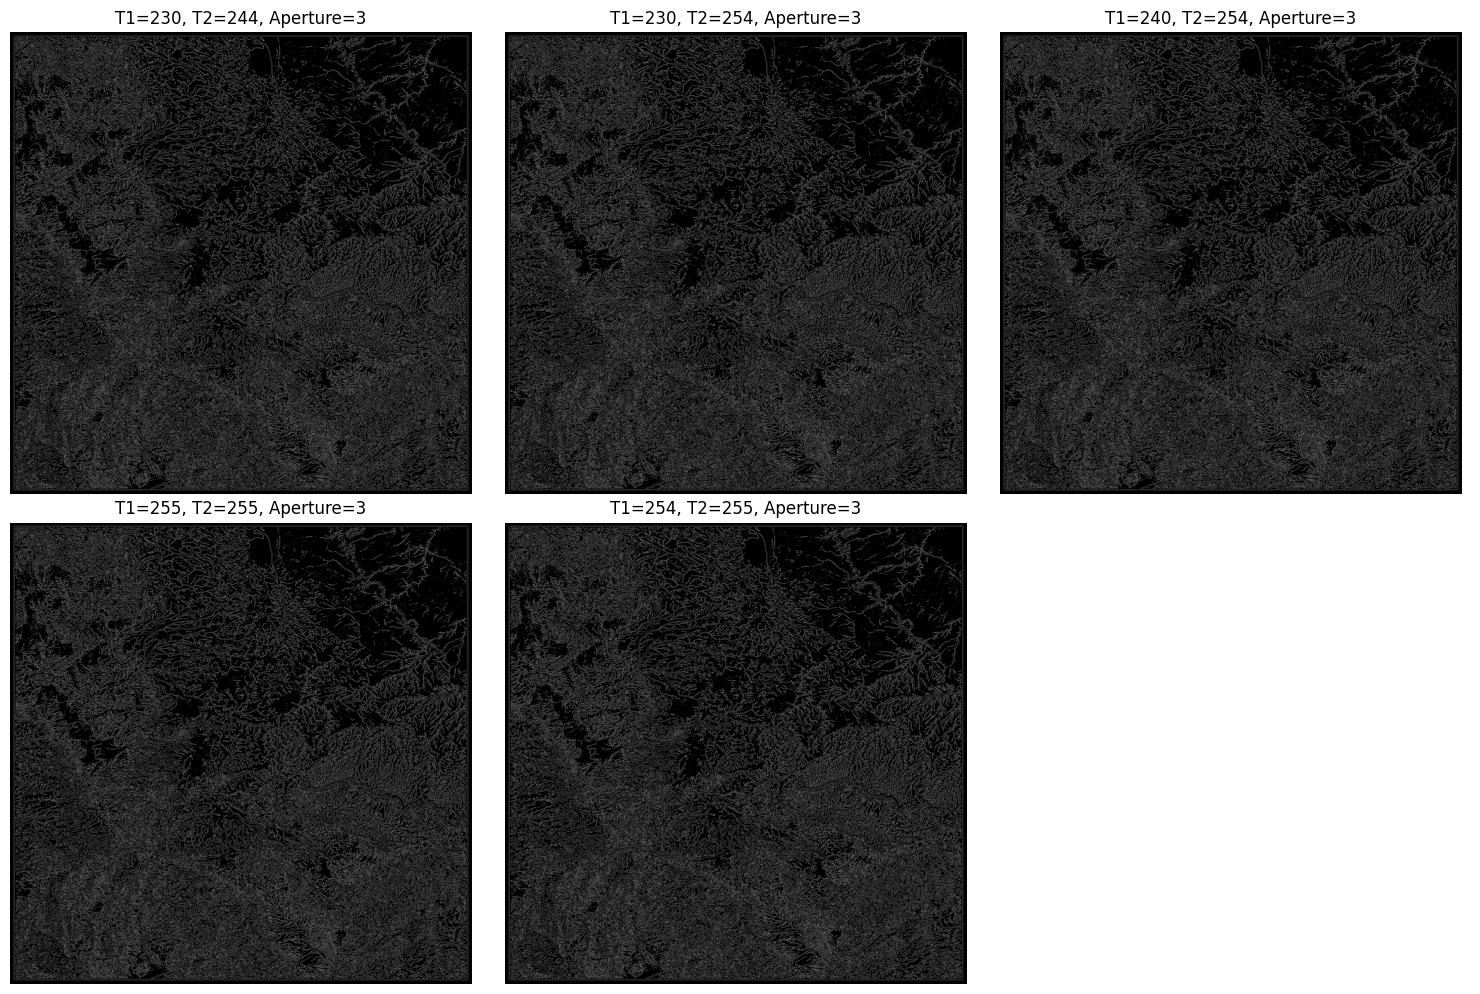 T1=230, T2=244, Aperture=3
T1=230, T2=254, Aperture=3
T1=240, T2=254, Aperture=3
T1=255, T2=255, Aperture=3
T1=254, T2=255, Aperture=3